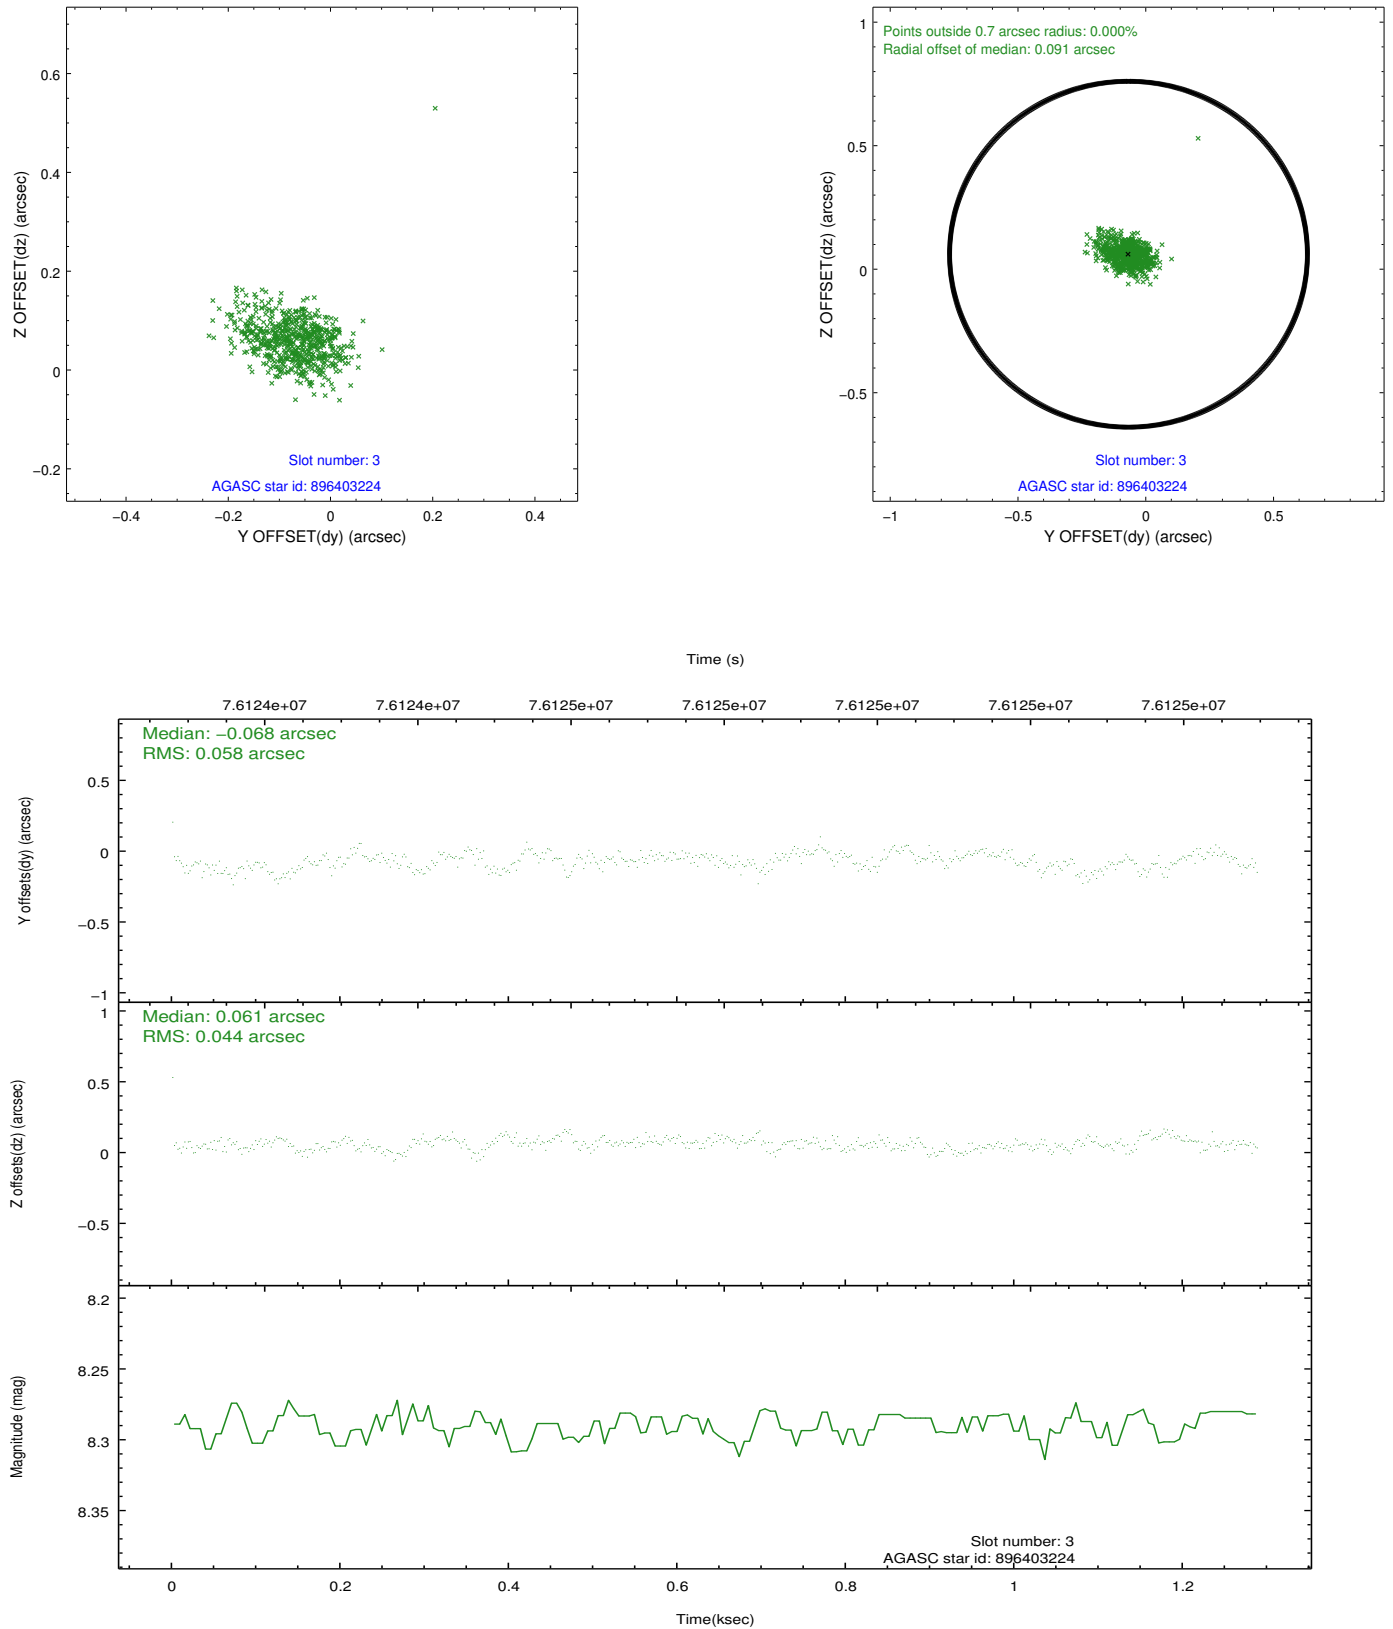 0.6
0.4
0.2
0
−0.2
−0.4
−0.2
0
0.2
0.4
Z OFFSET(dz) (arcsec)
Y OFFSET(dy) (arcsec)
Slot number: 3
AGASC star id: 896403224
Points outside 0.7 arcsec radius: 0.000%
Radial offset of median: 0.091 arcsec
1
0.5
0
−0.5
−1
−0.5
0
0.5
Z OFFSET(dz) (arcsec)
Y OFFSET(dy) (arcsec)
Slot number: 3
AGASC star id: 896403224
Time (s)
7.6124e+07 7.6124e+07 7.6125e+07 7.6125e+07 7.6125e+07 7.6125e+07 7.6125e+07
Median: −0.068 arcsec
RMS: 0.058 arcsec
0.5
0
−0.5
−1
Y offsets(dy) (arcsec)
Median: 0.061 arcsec
RMS: 0.044 arcsec
1
0.5
0
−0.5
Z offsets(dz) (arcsec)
8.2
8.25
8.3
8.35
Magnitude (mag)
Slot number: 3
AGASC star id: 896403224
0 0.2 0.4 0.6 0.8 1 1.2
Time(ksec)